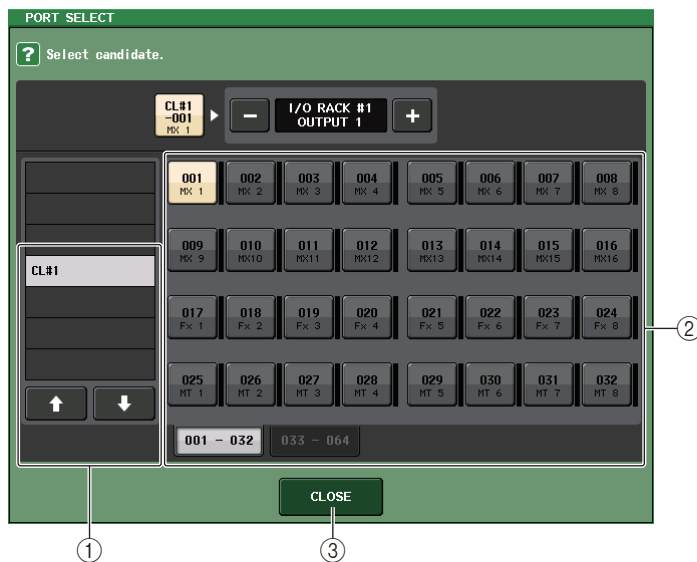 PORT SELECT
? Select candidate.
CL#1
-001
MX 1
−
I/O RACK #1
OUTPUT 1
+
CL#1
001 002 003 004 005 006 007 008
MX 1 MX 2 MX 3 MX 4 MX 5 MX 6 MX 7 MX 8
009 010 011 012 013 014 015 016
MX 9 MX10 MX11 MX12 MX13 MX14 MX15 MX16
017 018 019 020 021 022 023 024
Fx 1 Fx 2 Fx 3 Fx 4 Fx 5 Fx 6 Fx 7 Fx 8
025 026 027 028 029 030 031 032
MT 1 MT 2 MT 3 MT 4 MT 5 MT 6 MT 7 MT 8
001 - 032 033 - 064
CLOSE
① ② ③